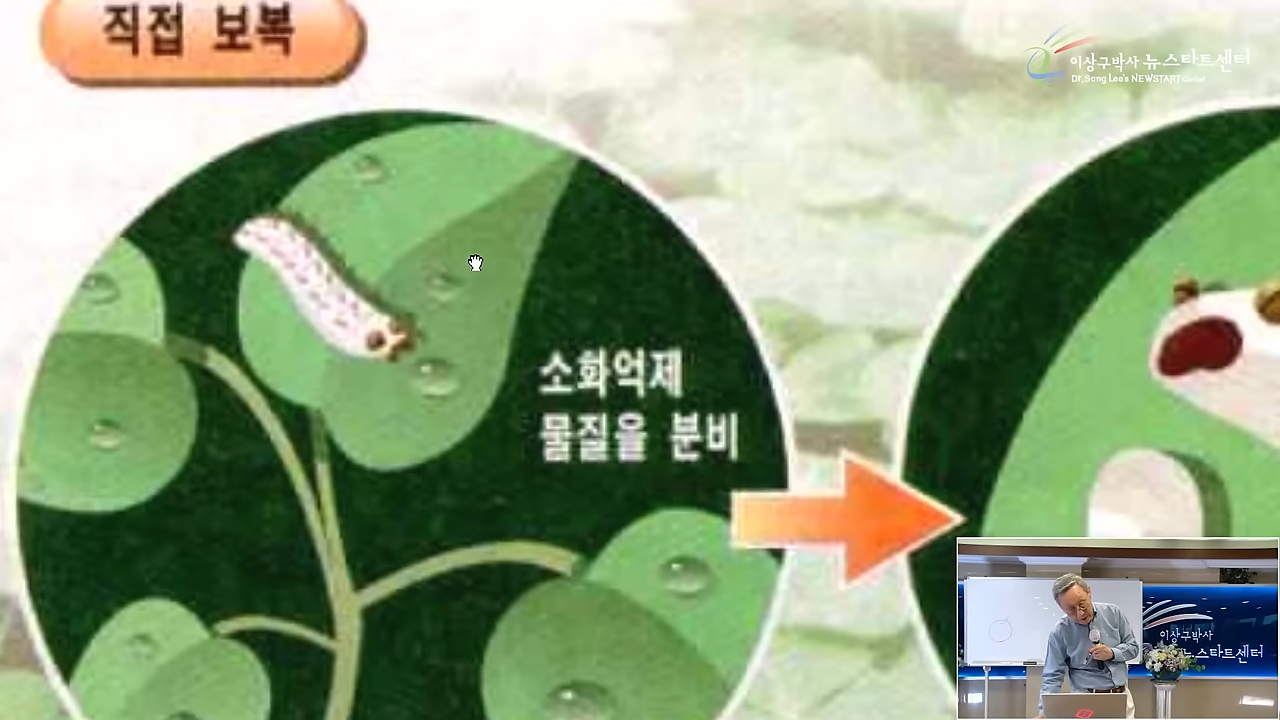 직접 보복
이상구박사 뉴스타트센터
Dr.Sang Lee's NEWSTART Center
소화억제
물질을 분비
이상구박사
뉴스타트센터